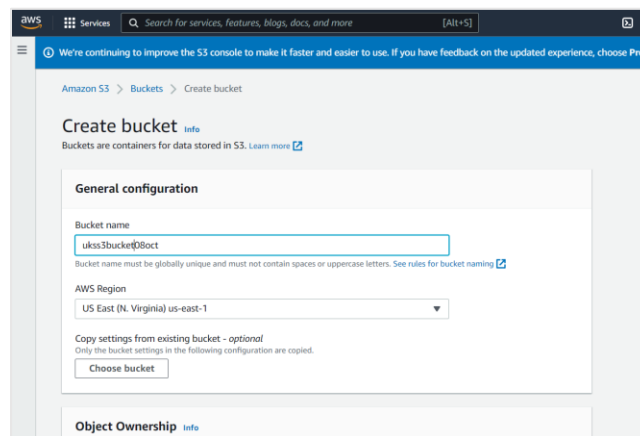 aws Services Search for services, features, blogs, docs, and more [Alt+S]
We're continuing to improve the S3 console to make it faster and easier to use. If you have feedback on the updated experience, choose Pr
Amazon S3 > Buckets > Create bucket
Create bucket Info
Buckets are containers for data stored in S3. Learn more
General configuration
Bucket name
ukss3bucket08oct
Bucket name must be globally unique and must not contain spaces or uppercase letters. See rules for bucket naming
AWS Region
US East (N. Virginia) us-east-1
Copy settings from existing bucket - optional
Only the bucket settings in the following configuration are copied.
Choose bucket
Object Ownership Info